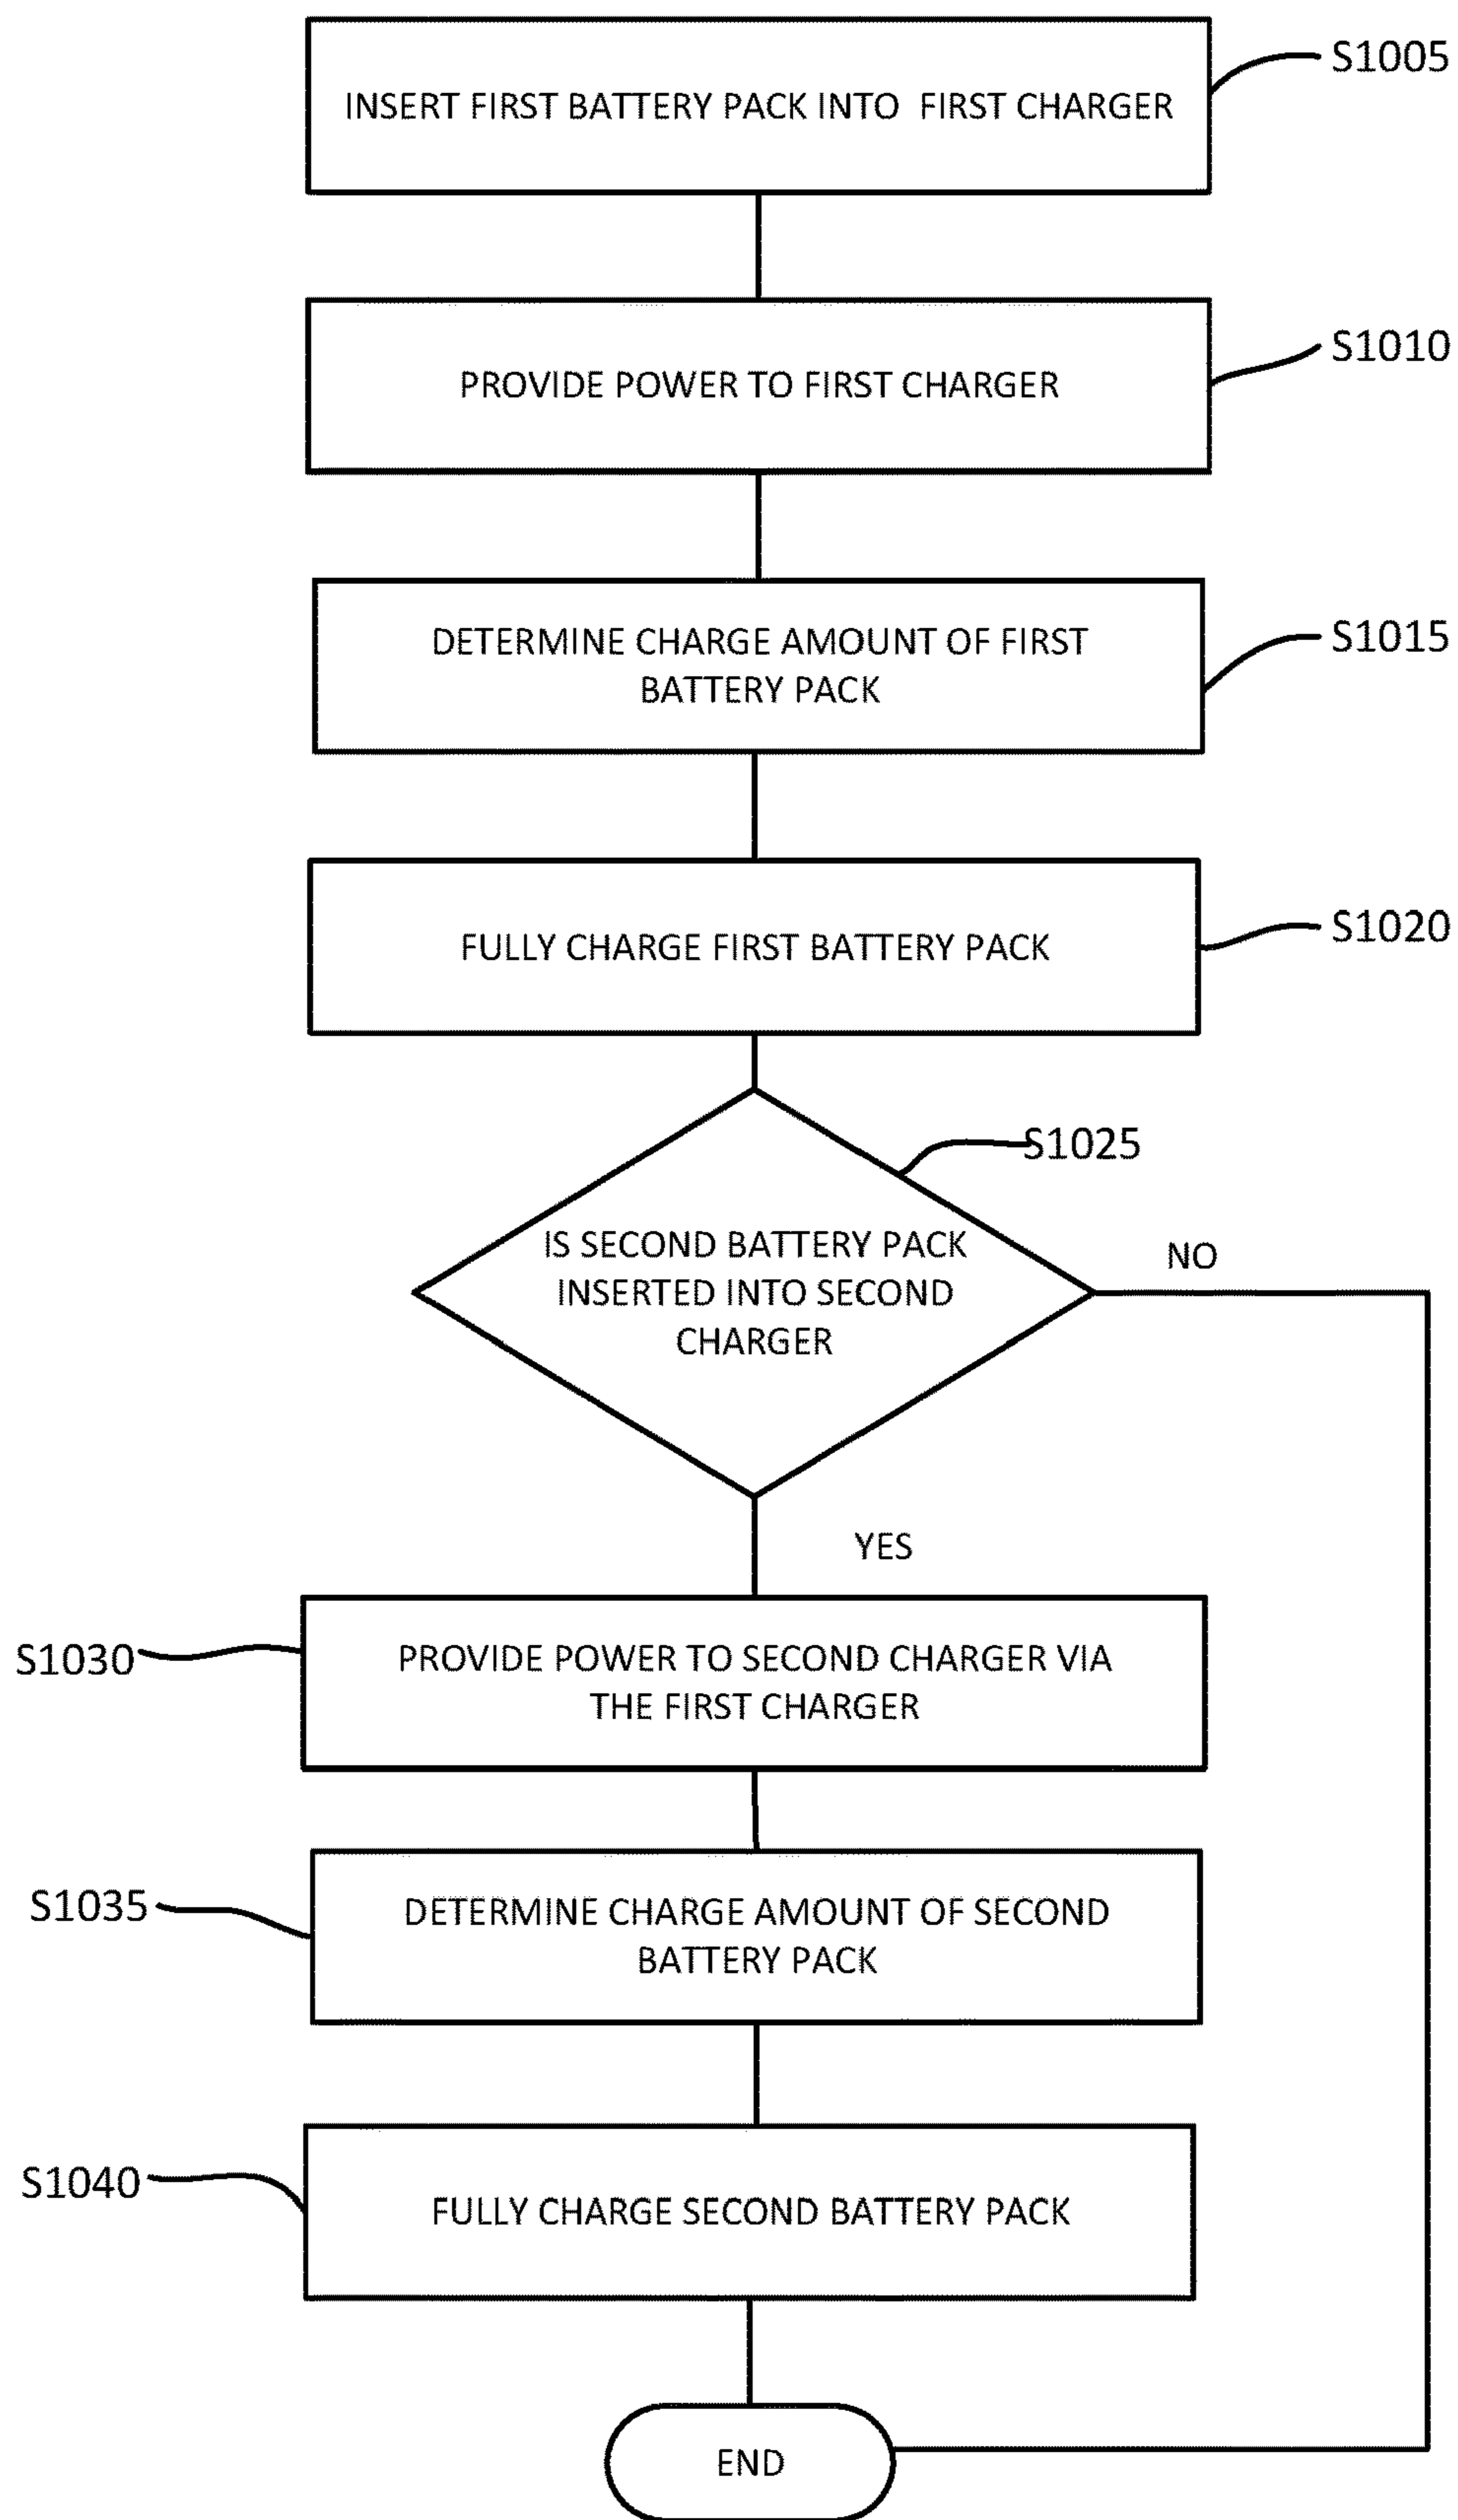 S1005
INSERT FIRST BATTERY PACK INTO FIRST CHARGER
S1010
PROVIDE POWER TO FIRST CHARGER
S1015
DETERMINE CHARGE AMOUNT OF FIRST
BATTERY PACK
S1020
FULLY CHARGE FIRST BATTERY PACK
S1025
IS SECOND BATTERY PACK
INSERTED INTO SECOND
CHARGER
NO
YES
S1030
PROVIDE POWER TO SECOND CHARGER VIA
THE FIRST CHARGER
S1035
DETERMINE CHARGE AMOUNT OF SECOND
BATTERY PACK
S1040
FULLY CHARGE SECOND BATTERY PACK
END